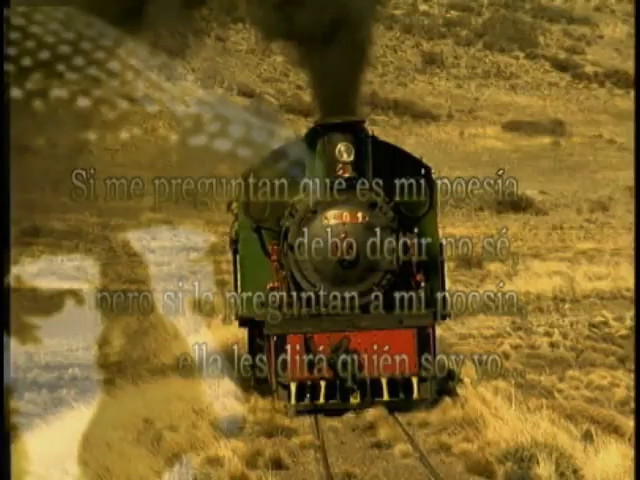 Si me preguntan que es mi poesía
debo decir no sé,
pero si le preguntan a mi poesía,
ella les dirá quién soy yo.